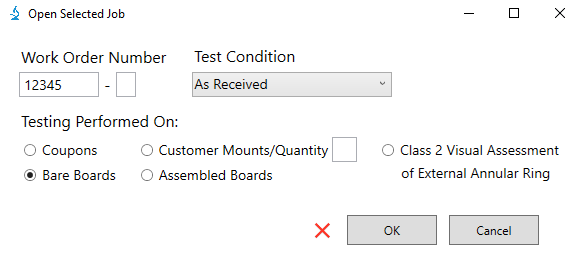 Open Selected Job
Work Order Number
Test Condition
12345 -
As Received
Testing Performed On:
Coupons
Customer Mounts/Quantity
Class 2 Visual Assessment
of External Annular Ring
Bare Boards
Assembled Boards
OK
Cancel